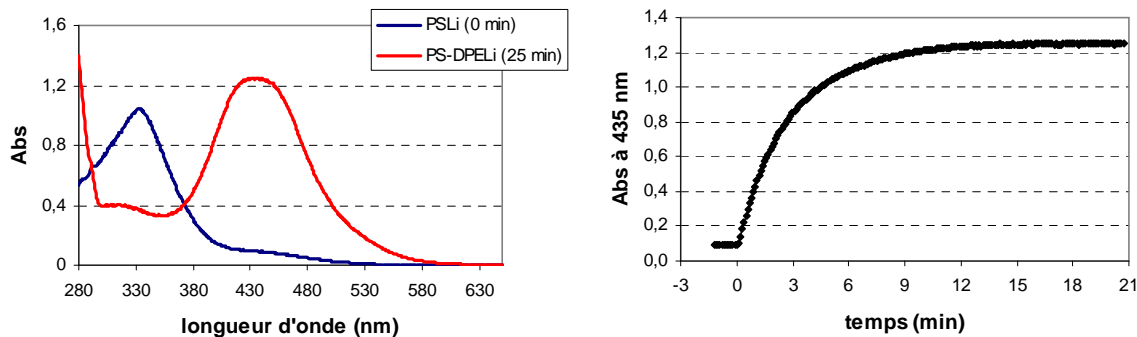 1,6
1,2
0,8
0,4
0
Abs
PSLi (0 min)
PS-DPELi (25 min)
280 330 380 430 480 530 580 630
longueur d'onde (nm)
1,4
1,2
1,0
0,8
0,6
0,4
0,2
0,0
Abs à 435 nm
-3 0 3 6 9 12 15 18 21
temps (min)